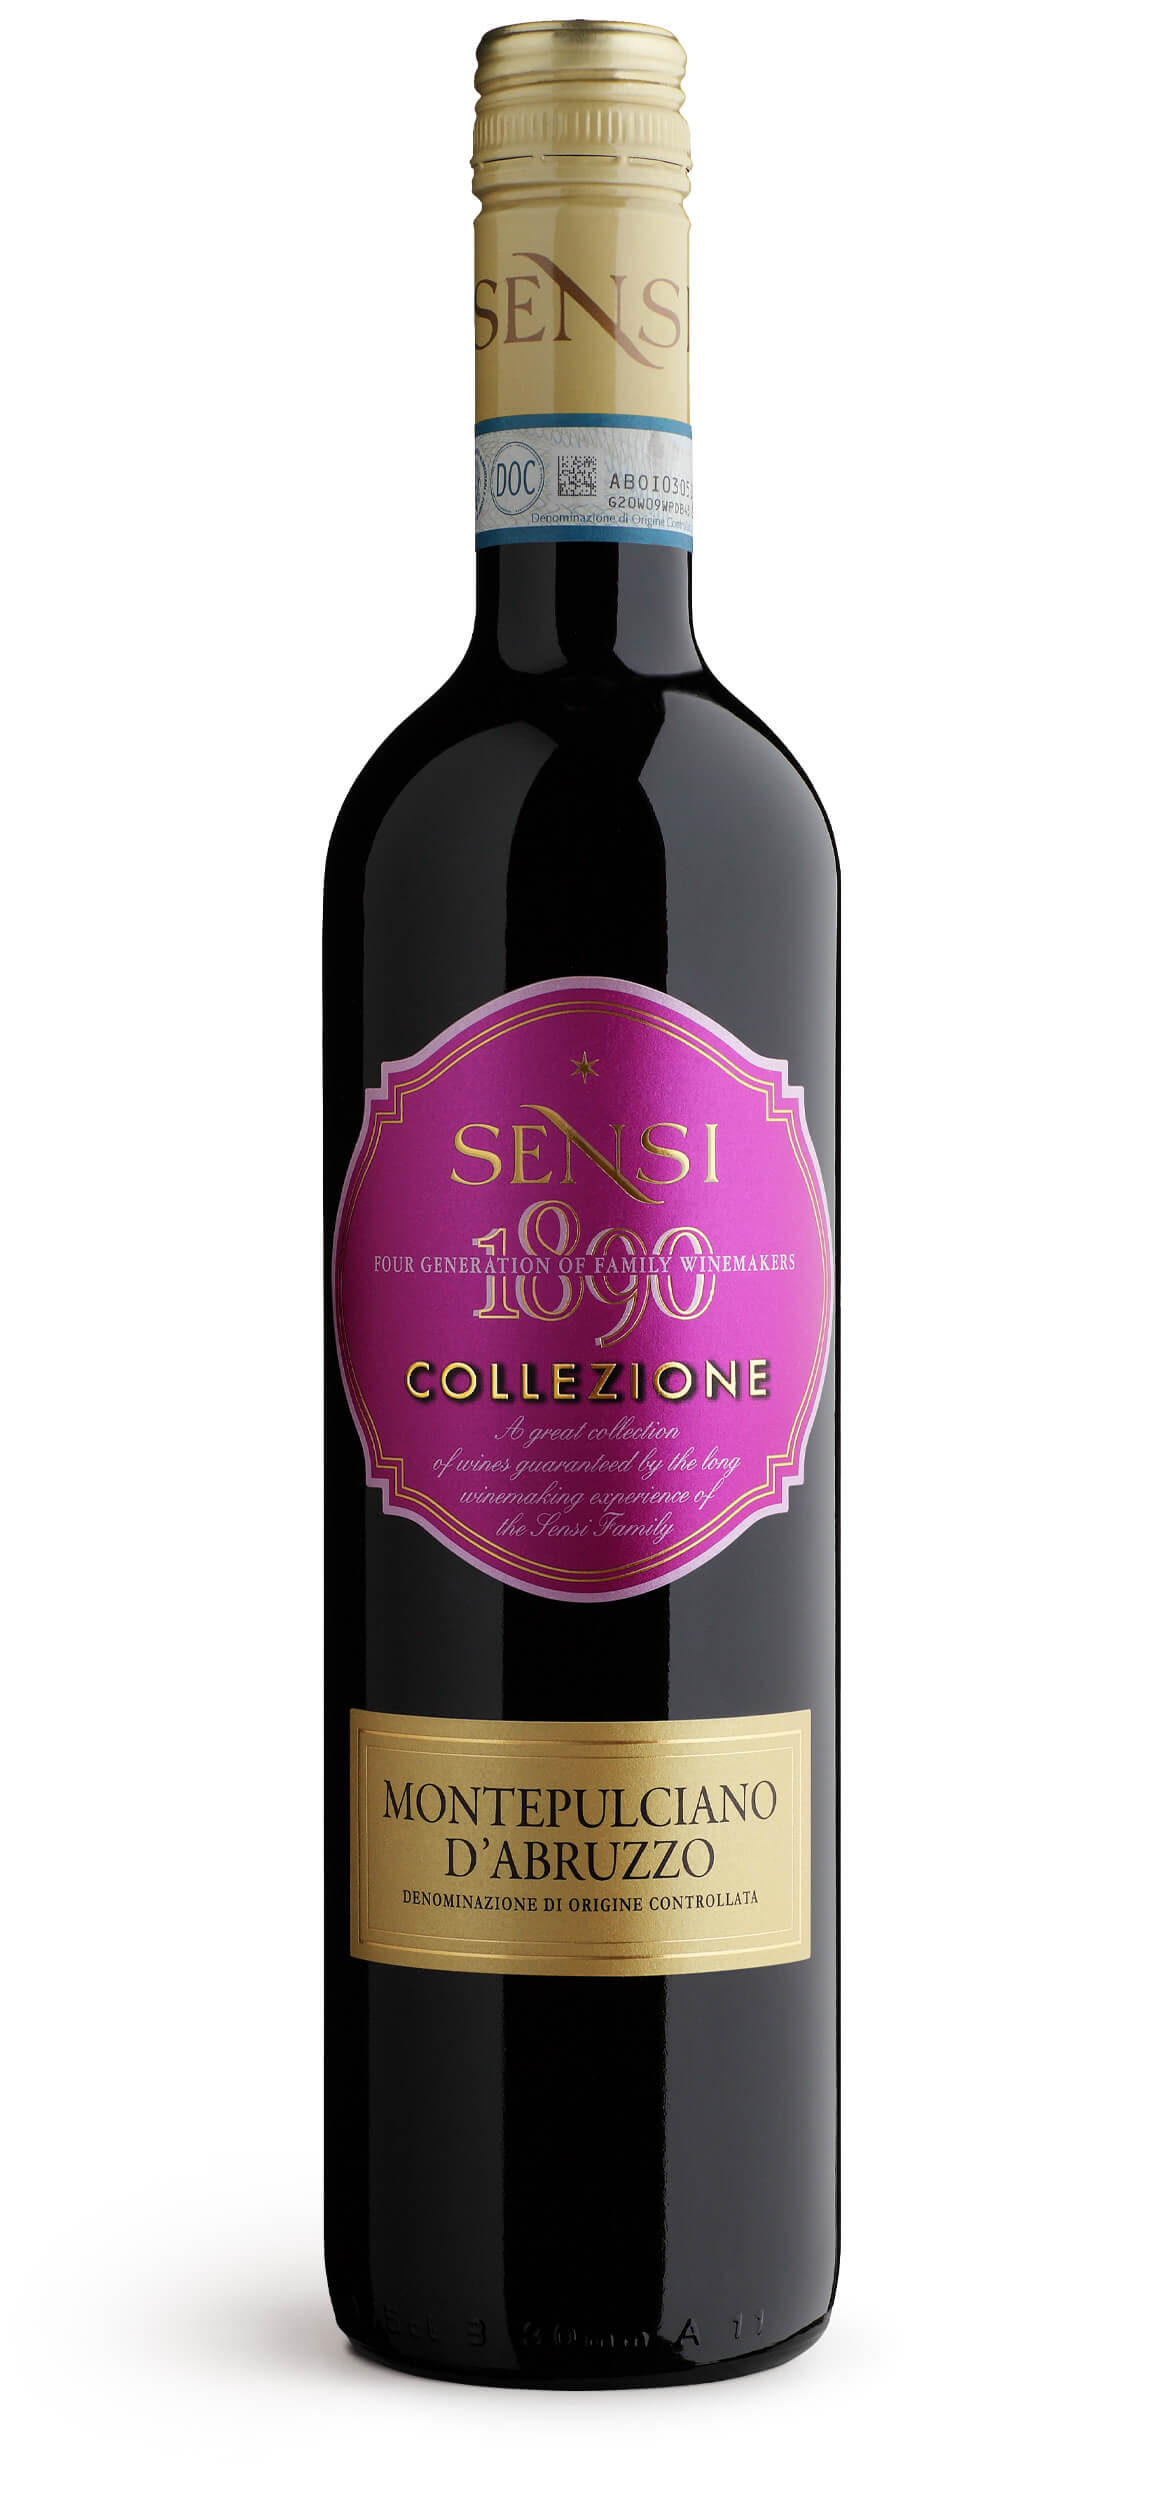 SENSI
DOC
Denominazione di Origine
SENSI
1890
FOUR GENERATION OF FAMILY WINEMAKERS
COLLEZIONE
A great collection
of wines guaranteed by the long
winemaking experience of
the Sensi Family
MONTEPULCIANO
D'ABRUZZO
DENOMINAZIONE DI ORIGINE CONTROLLATA